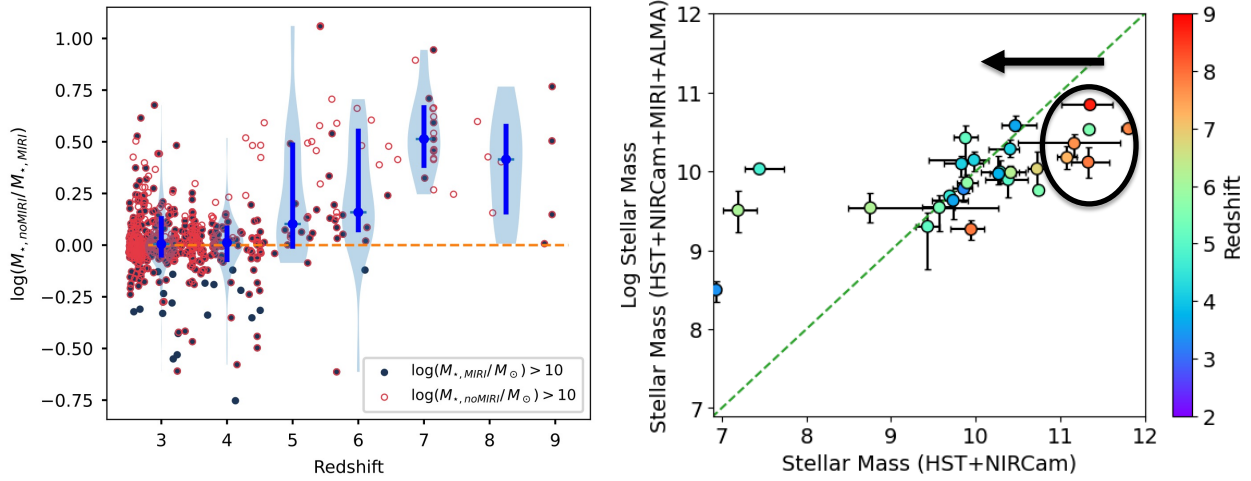 1.00
0.75
0.50
0.25
0.00
−0.25
−0.50
−0.75
log(M⋆,noMIRI/M⋆,MIRI)
3 4 5 6 7 8 9
Redshift
log(M⋆,MIRI/M⊙) > 10
log(M⋆,noMIRI/M⊙) > 10
Log Stellar Mass
Stellar Mass (HST+NIRCam+MIRI+ALMA)
12
11
10
9
8
7
7 8 9 10 11 12
Stellar Mass (HST+NIRCam)
9
8
7
6
5
4
3
2
Redshift